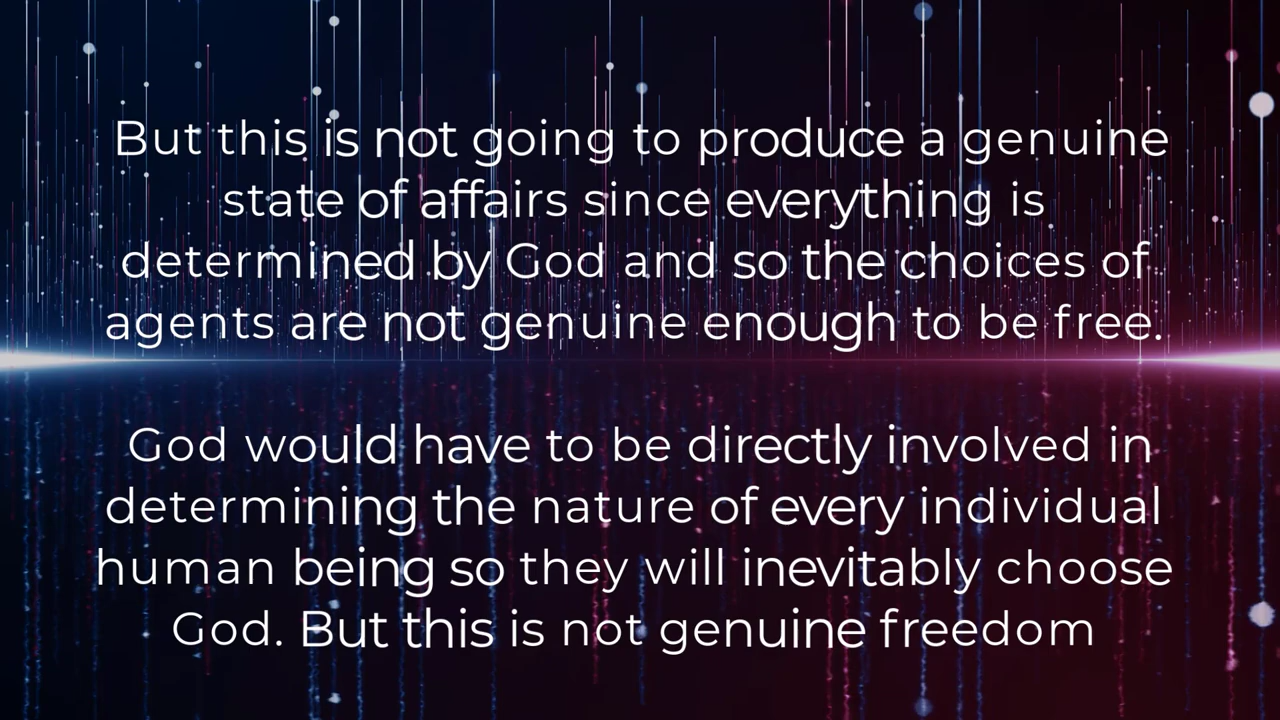 But this is not going to produce a genuine
state of affairs since everything is
determined by God and so the choices of
agents are not genuine enough to be free.
God would have to be directly involved in
determining the nature of every individual
human being so they will inevitably choose
God. But this is not genuine freedom